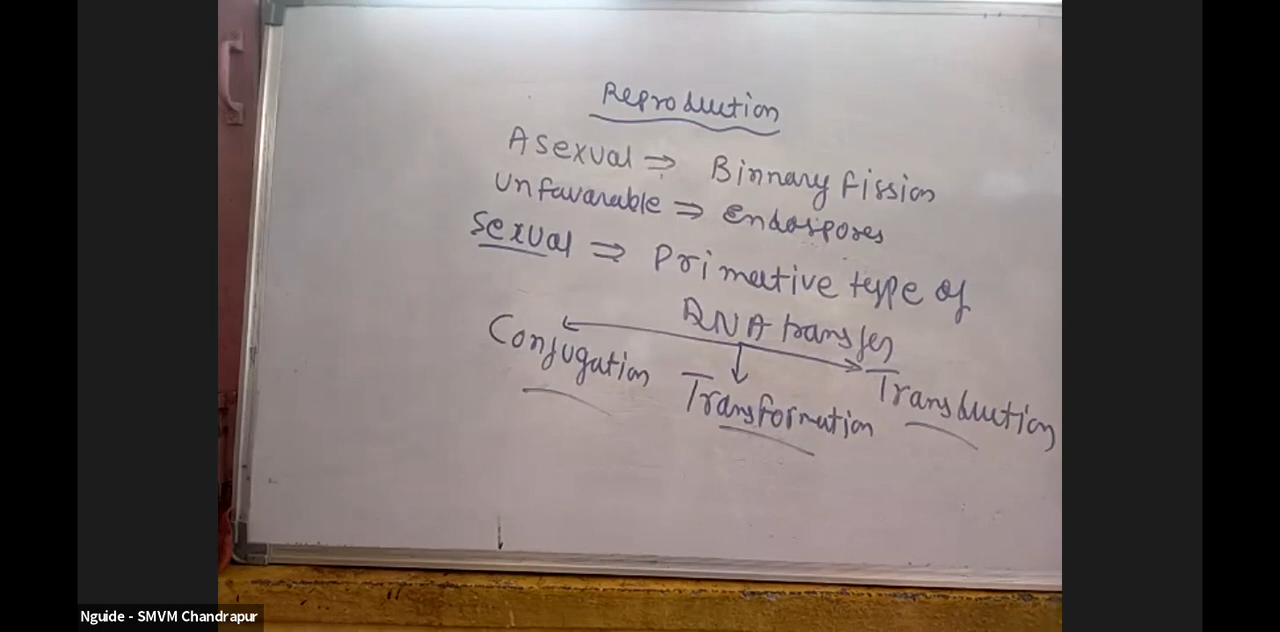 Reproduction
Asexual ⇒ Binnary fission
Unfavarable ⇒ Endospores
Sexual ⇒ Primative type of
DNA transfer
Conjugation Transformation Transduction
Nguide - SMVM Chandrapur